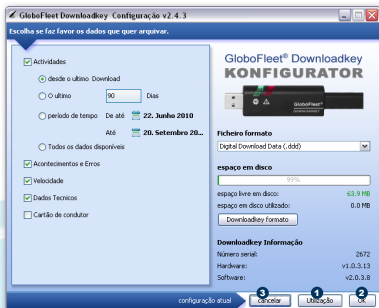 GloboFleet Downloadkey Configuração v2.4.3
Escolha se faz favor os dados que quer arquivar.
Actividades
desde o ultimo Download
O ultimo 90 Dias
período de tempo De até 22. Junho 2010
Até 20. Setembro 20...
Todos os dados disponíveis
Acontecimentos e Erros
Velocidade
Dados Tecnicos
Cartão de condutor
GloboFleet® Downloadkey
KONFIGURATOR
GloboFleet®
DOWNLOADKEY
Ficheiro formato
Digital Download Data (.ddd)
espaço em disco
99%
espaço livre em disco: 63.9 MB
espaço em disco utilizado: 0.0 MB
Downloadkey formato
Downloadkey Informação
Número serial: 2672
Hardware: v1.0.3.13
Software: v2.0.3.8
3 1 2
configuração atual cancelar Utilização OK